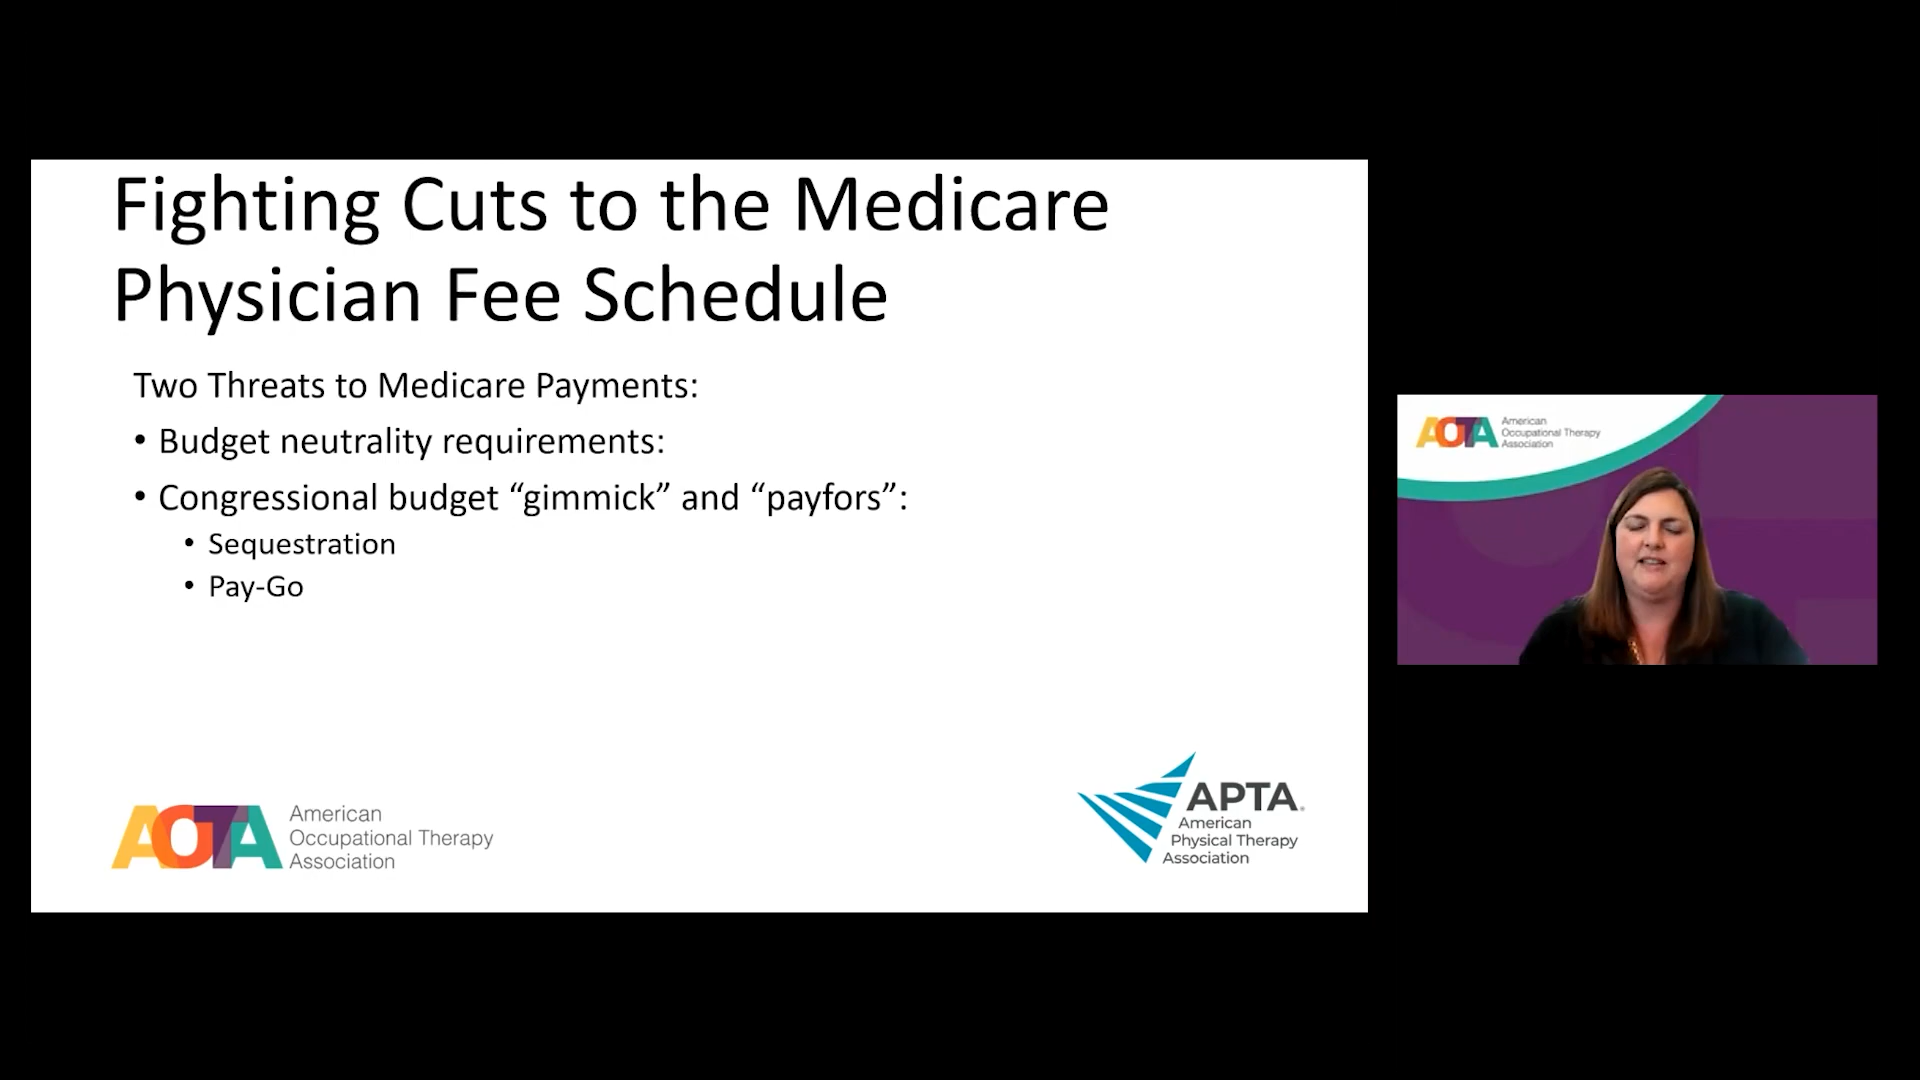 Fighting Cuts to the Medicare
Physician Fee Schedule
Two Threats to Medicare Payments:
• Budget neutrality requirements:
• Congressional budget “gimmick” and “payfors”:
• Sequestration
• Pay-Go
AOTA American
Occupational Therapy
Association
APTA®
American
Physical Therapy
Association
AOTA American
Occupational Therapy
Association